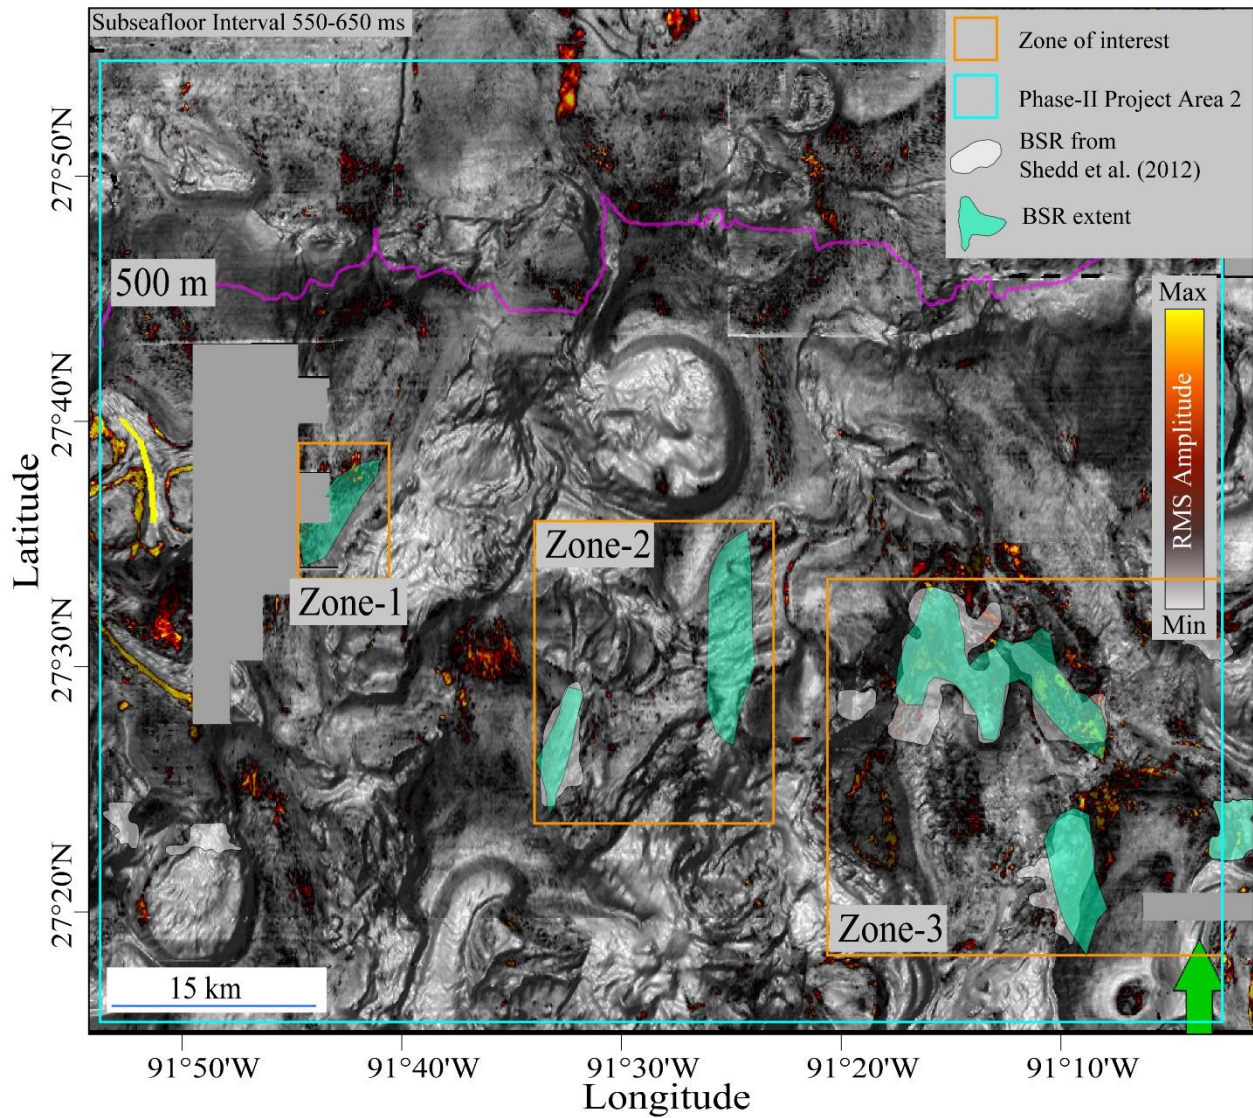 Subseafloor Interval 550-650 ms
Zone of interest
Phase-II Project Area 2
BSR from
Shedd et al. (2012)
BSR extent
500 m
Max
RMS Amplitude
Min
Zone-1
Zone-2
Zone-3
15 km
Latitude
27°50'N
27°40'N
27°30'N
27°20'N
91°50'W
91°40'W
91°30'W
91°20'W
91°10'W
Longitude